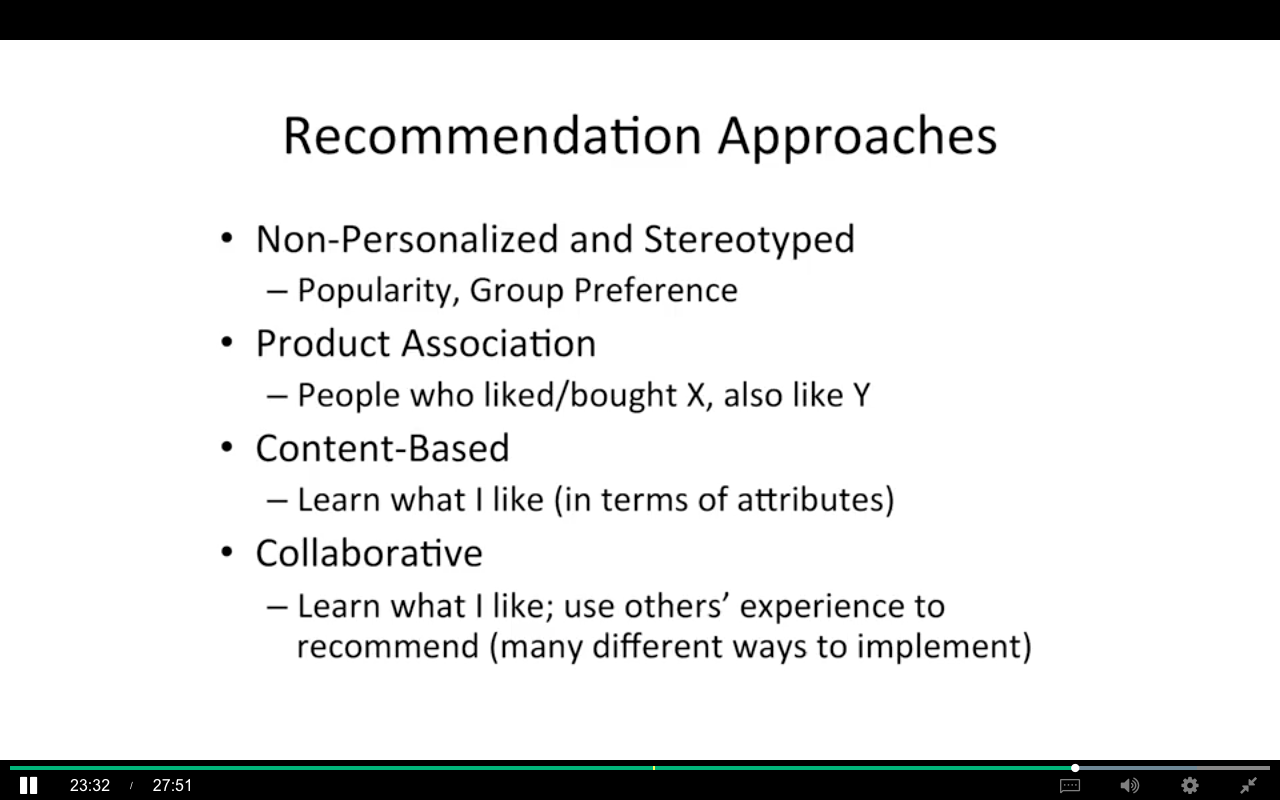 Recommendation Approaches
• Non-Personalized and Stereotyped
– Popularity, Group Preference
• Product Association
– People who liked/bought X, also like Y
• Content-Based
– Learn what I like (in terms of attributes)
• Collaborative
– Learn what I like; use others’ experience to
recommend (many different ways to implement)
23:32 / 27:51